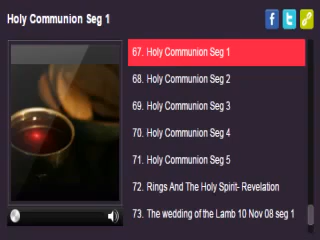 Holy Communion Seg 1
67. Holy Communion Seg 1
68. Holy Communion Seg 2
69. Holy Communion Seg 3
70. Holy Communion Seg 4
71. Holy Communion Seg 5
72. Rings And The Holy Spirit- Revelation
73. The wedding of the Lamb 10 Nov 08 seg 1